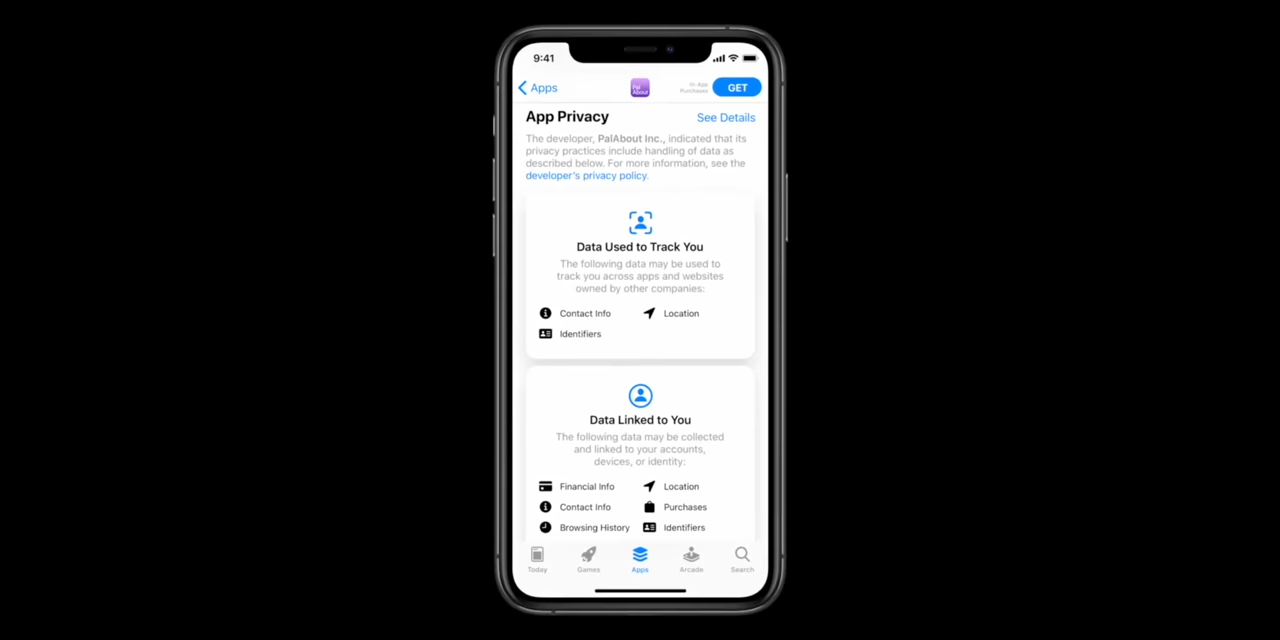 9:41
Apps
Pal
About
In-App
Purchases
GET
App Privacy
See Details
The developer, PalAbout Inc., indicated that its
privacy practices include handling of data as
described below. For more information, see the
developer's privacy policy.
Data Used to Track You
The following data may be used to
track you across apps and websites
owned by other companies:
Contact Info
Location
Identifiers
Data Linked to You
The following data may be collected
and linked to your accounts,
devices, or identity:
Financial Info
Location
Contact Info
Purchases
Browsing History
Identifiers
Today
Games
Apps
Arcade
Search